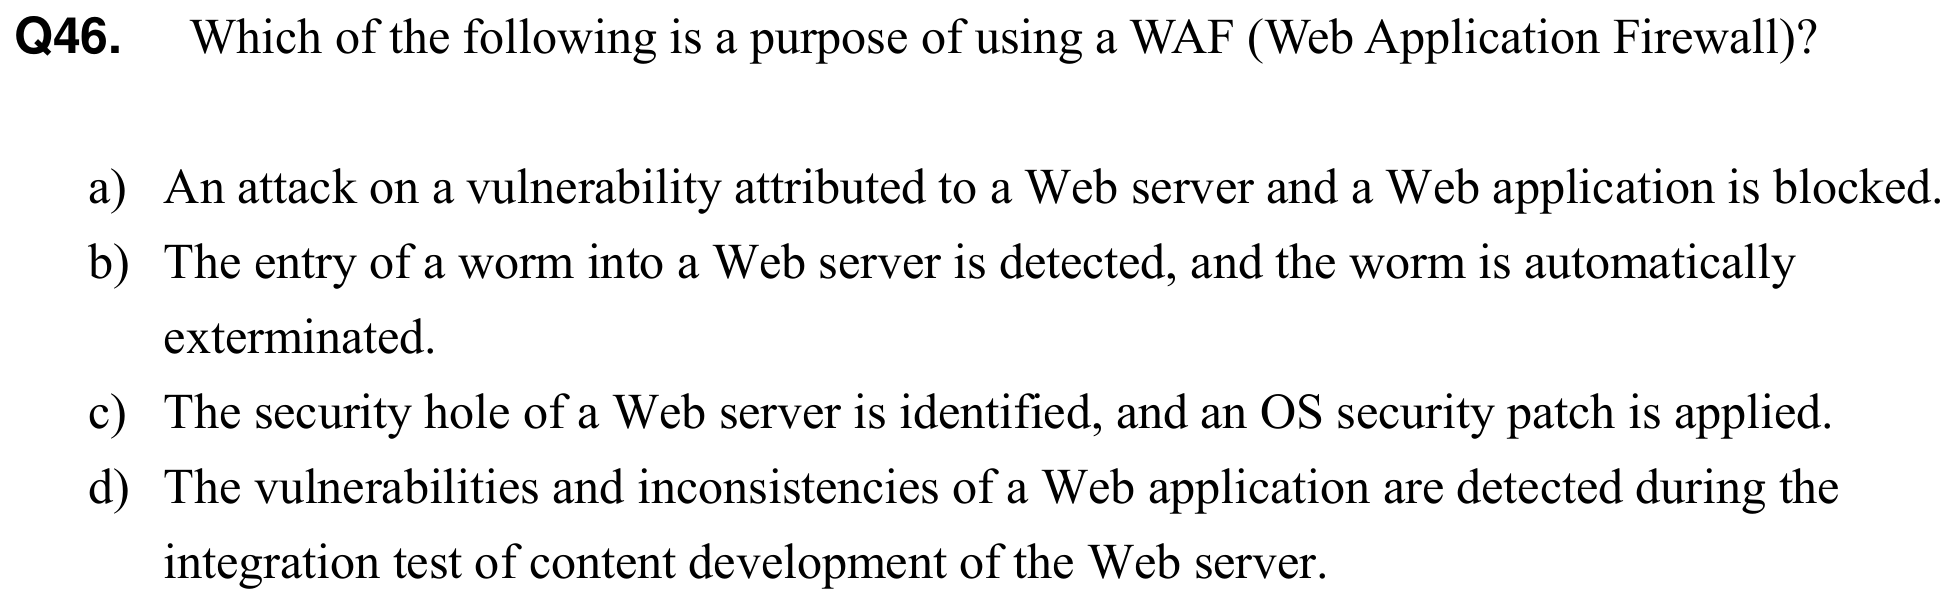 Q46. Which of the following is a purpose of using a WAF (Web Application Firewall)?
a) An attack on a vulnerability attributed to a Web server and a Web application is blocked.
b) The entry of a worm into a Web server is detected, and the worm is automatically
exterminated.
c) The security hole of a Web server is identified, and an OS security patch is applied.
d) The vulnerabilities and inconsistencies of a Web application are detected during the
integration test of content development of the Web server.